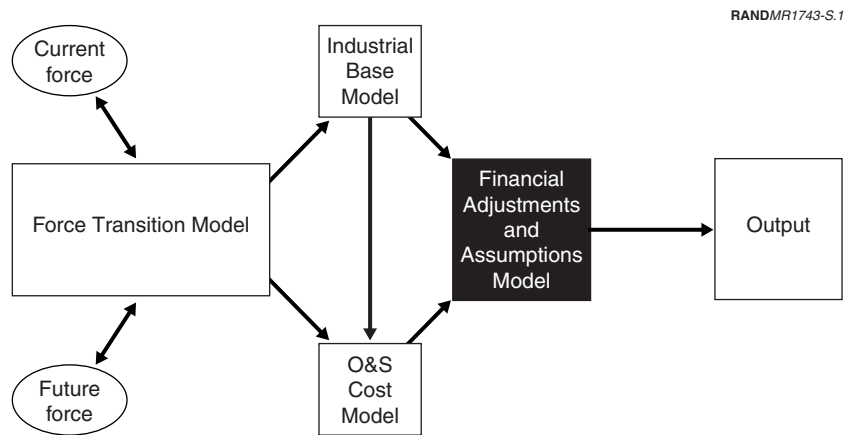 RANDMR1743-S.1
Current
force
Industrial
Base
Model
Force Transition Model
Financial
Adjustments
and
Assumptions
Model
Output
Future
force
O&S
Cost
Model